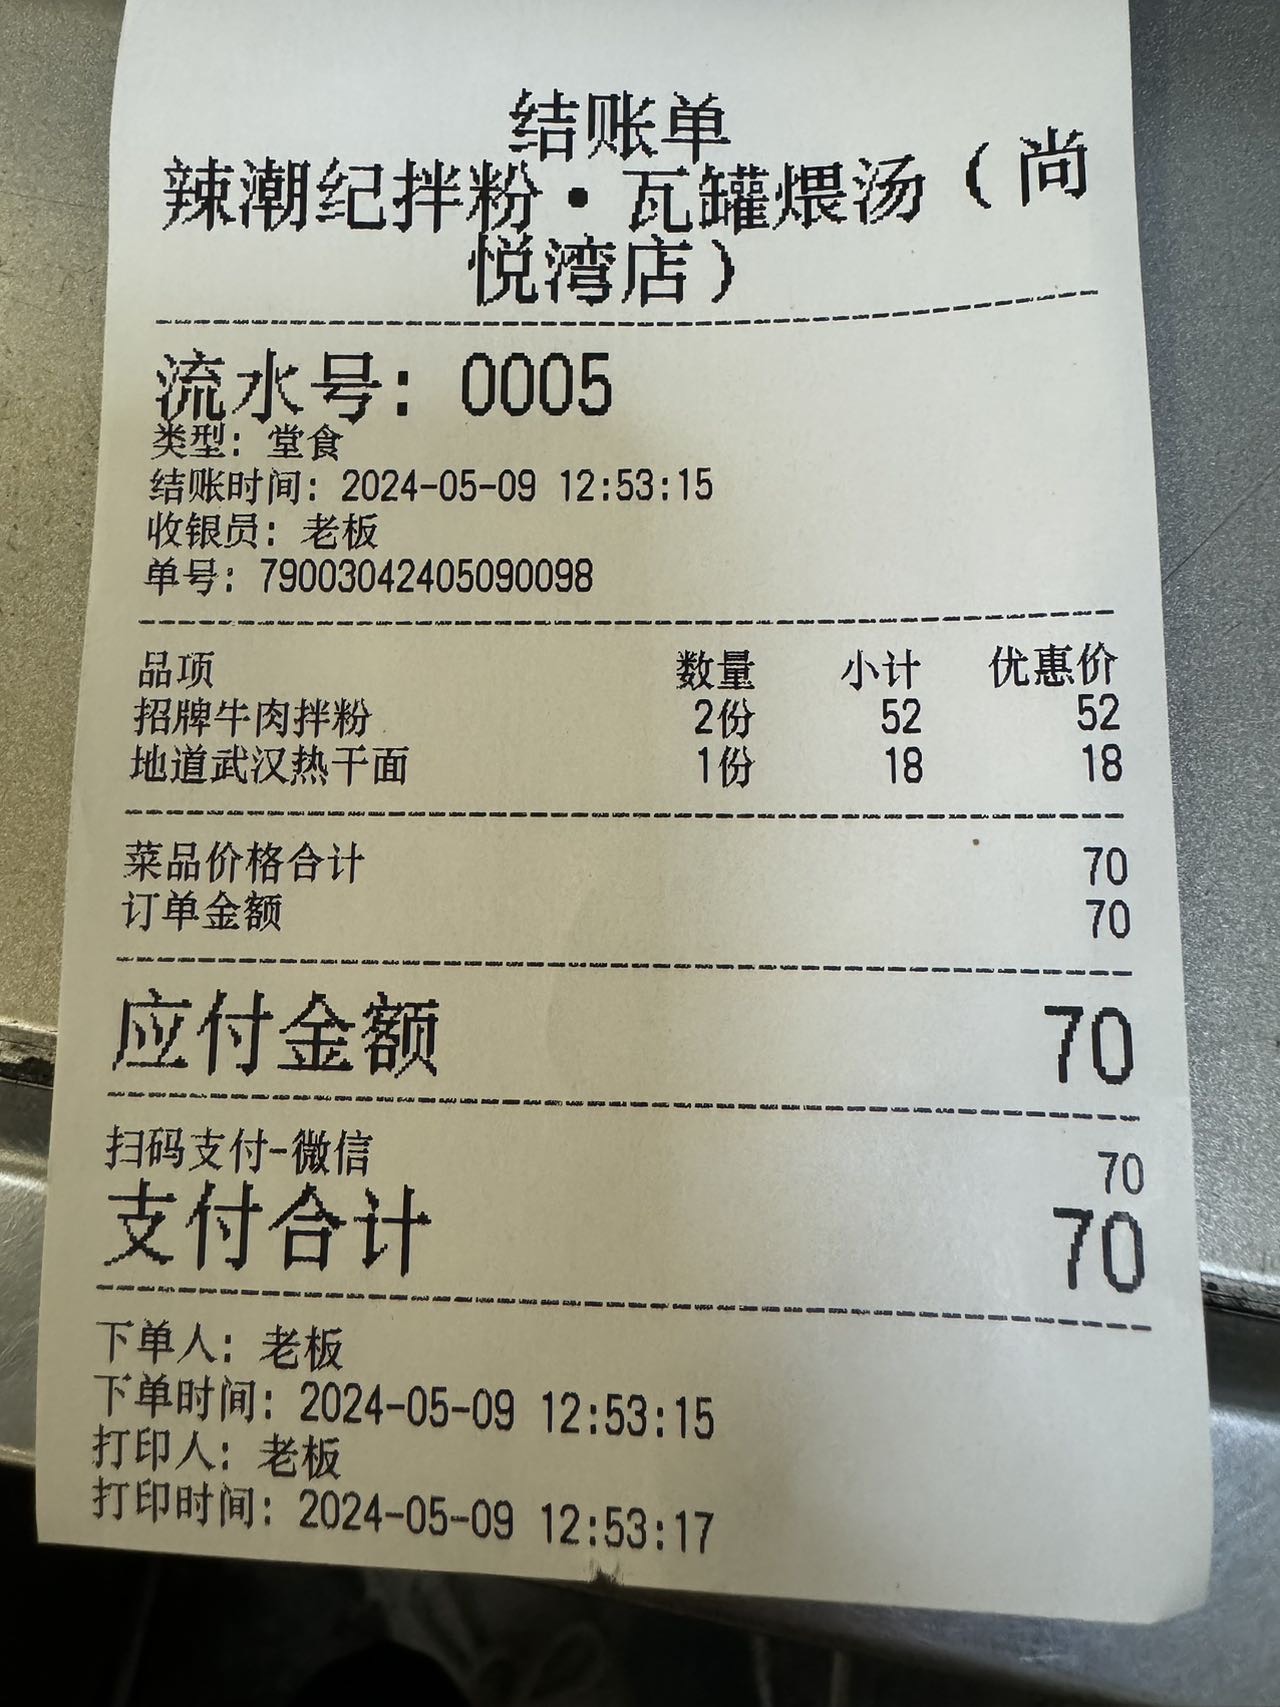 结账单
辣潮纪拌粉·瓦罐煨汤（尚
悦湾店）
流水号：0005
类型：堂食
结账时间：2024-05-09 12:53:15
收银员：老板
单号：79003042405090098
品项 数量 小计 优惠价
招牌牛肉拌粉 2份 52 52
地道武汉热干面 1份 18 18
菜品价格合计 70
订单金额 70
应付金额 70
扫码支付-微信 70
支付合计 70
下单人：老板
下单时间：2024-05-09 12:53:15
打印人：老板
打印时间：2024-05-09 12:53:17